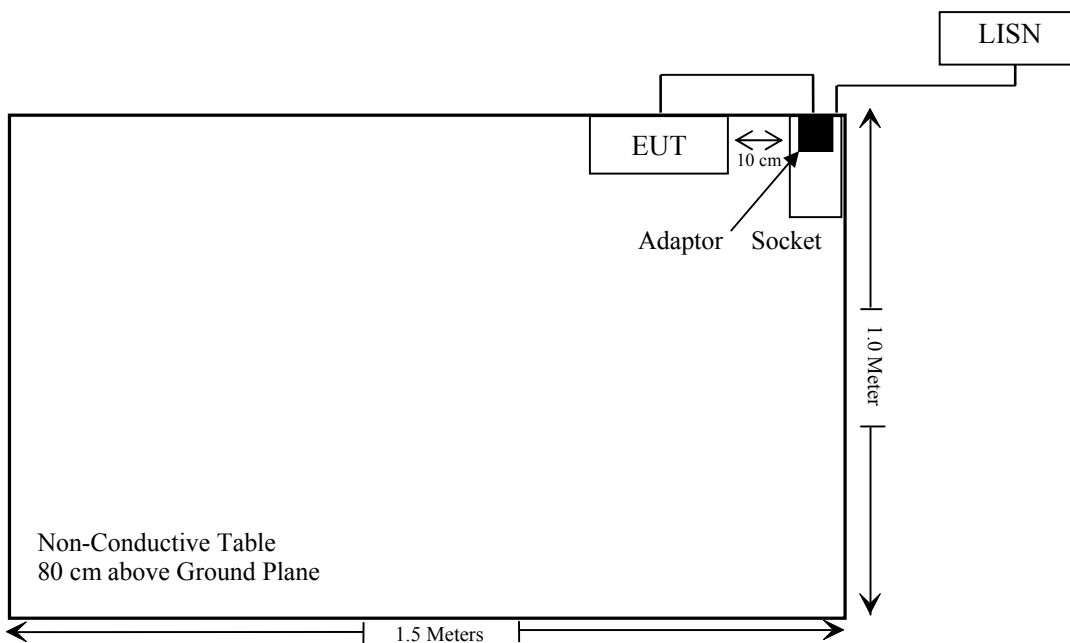 LISN
EUT
10 cm
Adaptor Socket
1.0 Meter
Non-Conductive Table
80 cm above Ground Plane
1.5 Meters